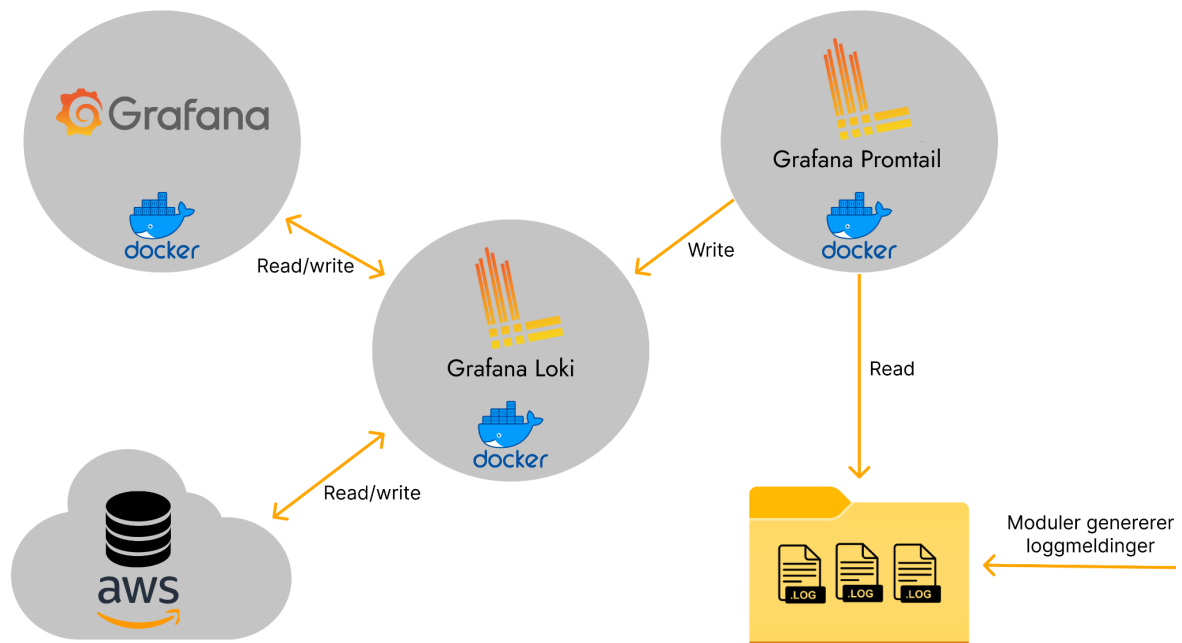 Grafana
docker
Read/write
Grafana Promtail
docker
Write
Grafana Loki
docker
Read
Read/write
aws
.LOG
.LOG
.LOG
Moduler genererer
loggmeldinger